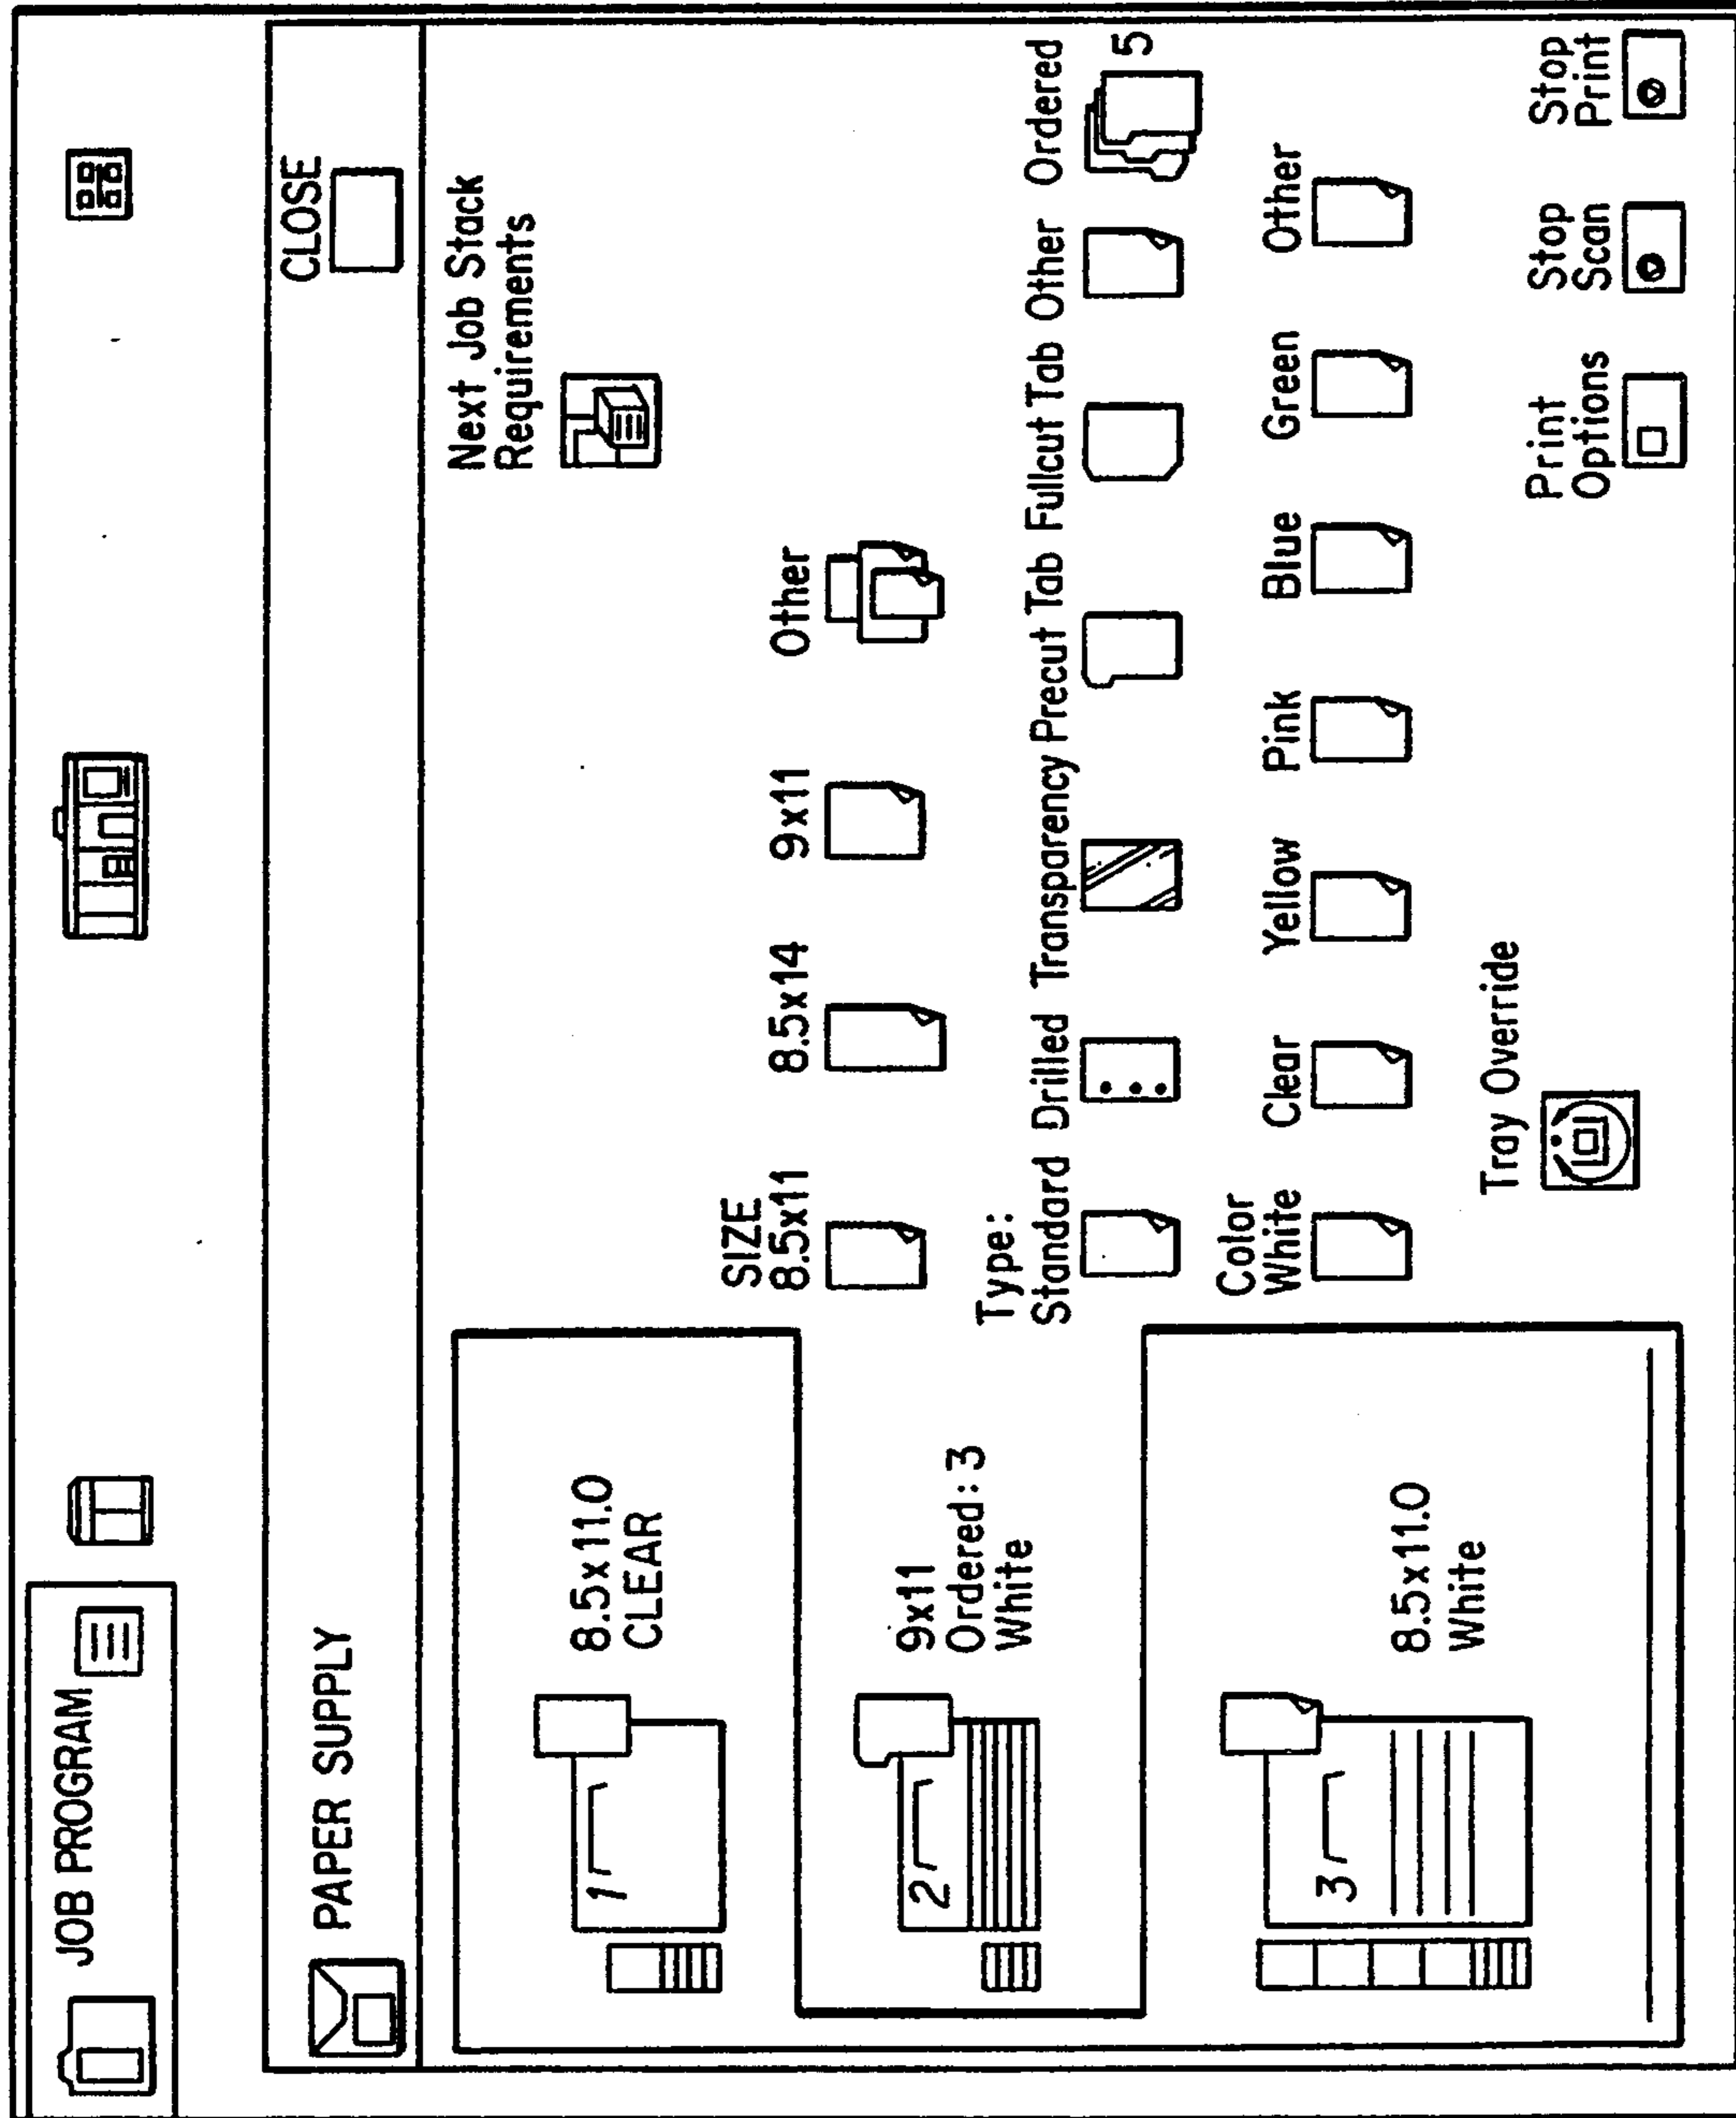 JOB PROGRAM
PAPER SUPPLY
CLOSE
1
8.5x11.0
CLEAR
2
9x11
Ordered: 3
White
3
8.5x11.0
White
Next Job Stack
Requirements
SIZE
8.5x11 8.5x14 9x11 Other
Type:
Standard Drilled Transparency Precut Tab Fullcut Tab Other Ordered
5
Color
White Clear Yellow Pink Blue Green Other
Tray Override
Print
Options
Stop
Scan
Stop
Print